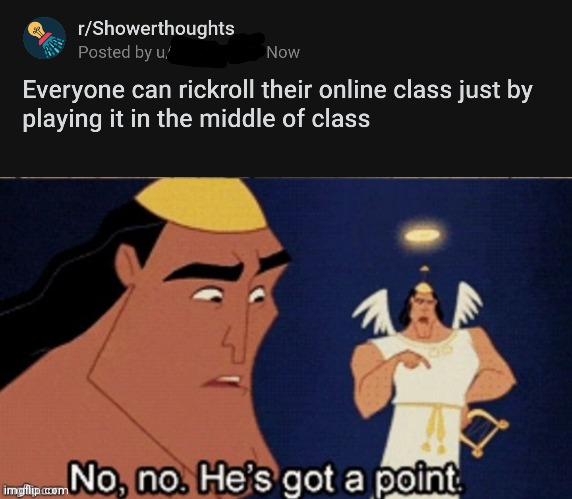 r/Showerthoughts
Posted by u/ Now
Everyone can rickroll their online class just by
playing it in the middle of class
No, no. He's got a point.
imgflip.com